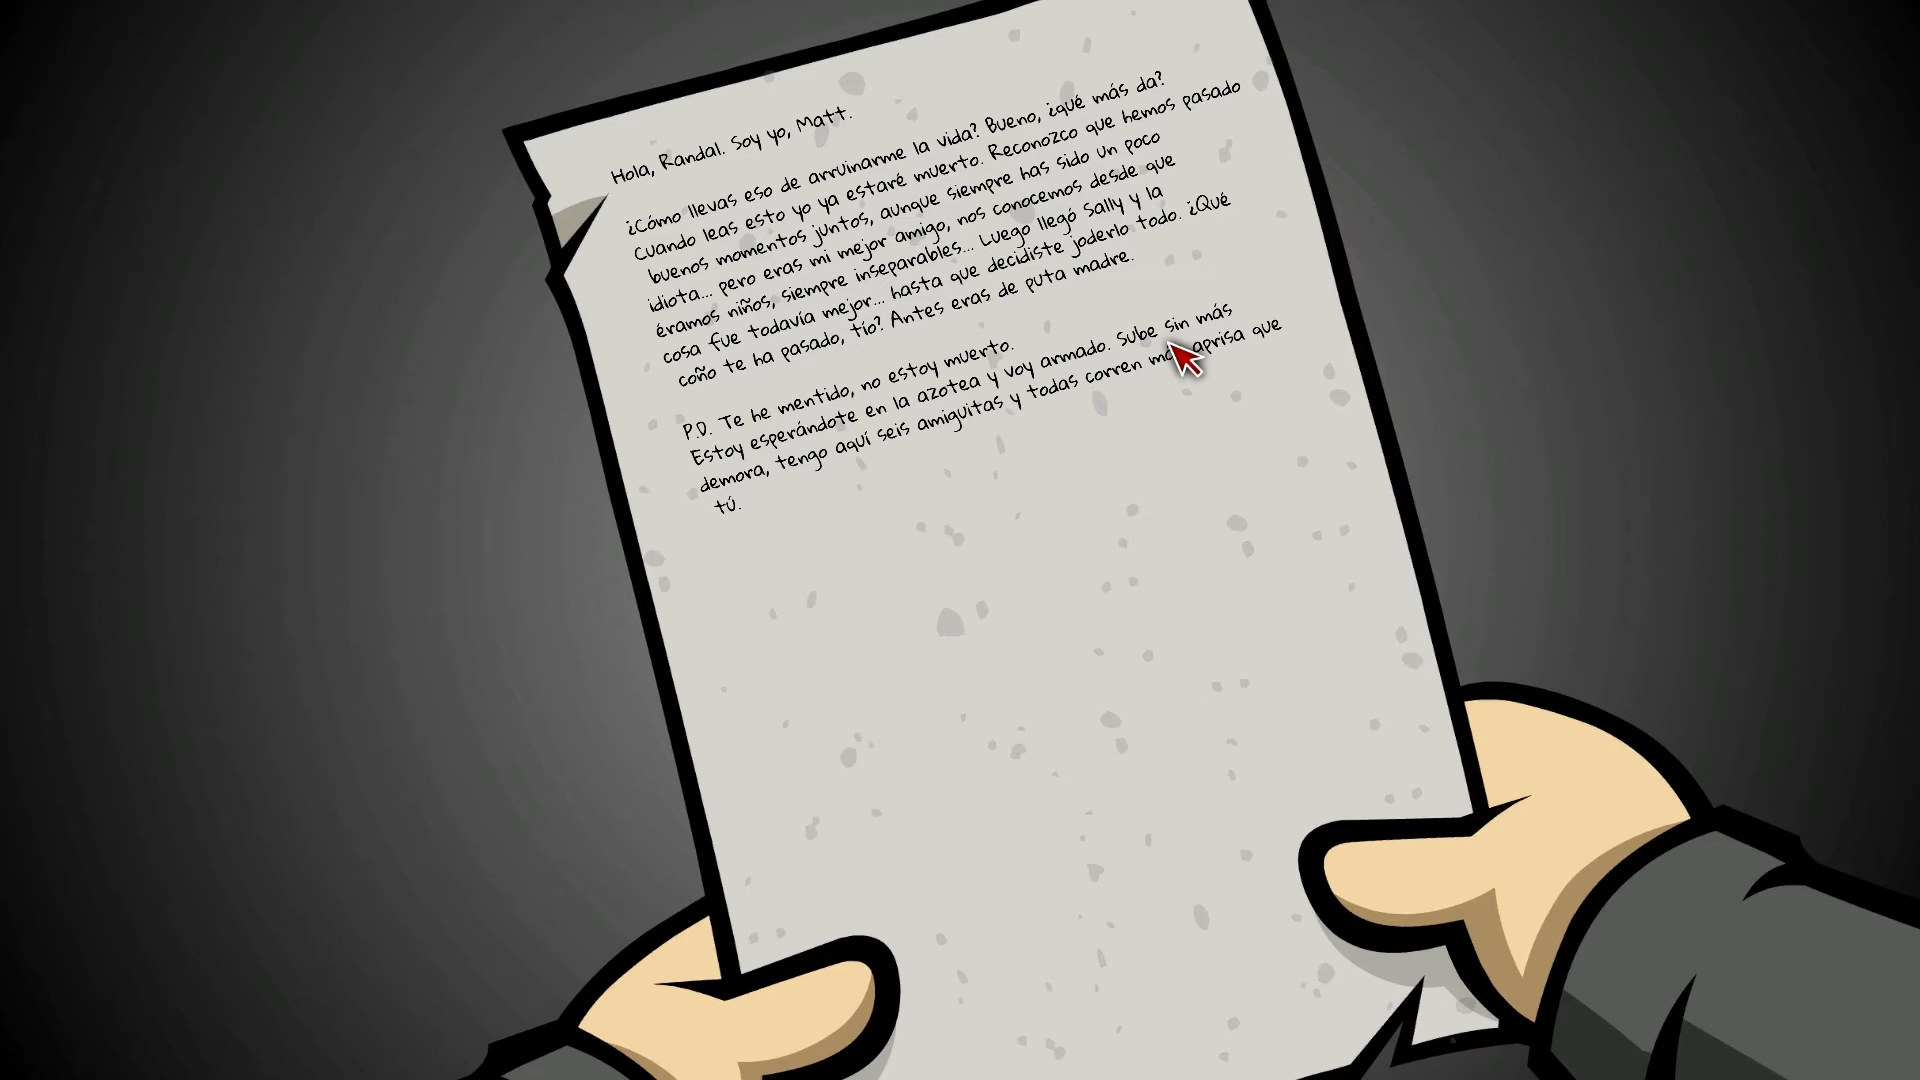 Hola, Randal. Soy yo, Matt.
¿Cómo llevas eso de arruinarme la vida? Bueno, ¿qué más da?
Cuando leas esto yo ya estaré muerto. Reconozco que hemos pasado
buenos momentos juntos, aunque siempre has sido un poco
idiota... pero eras mi mejor amigo, nos conocemos desde que
éramos niños, siempre inseparables... Luego llegó Sally y la
cosa fue todavía mejor... hasta que decidiste joderlo todo. ¿Qué
coño te ha pasado, tío? Antes eras de puta madre.
P.D. Te he mentido, no estoy muerto.
Estoy esperándote en la azotea y voy armado. Sube sin más
demora, tengo aquí seis amiguitas y todas corren aprisa que
tú.